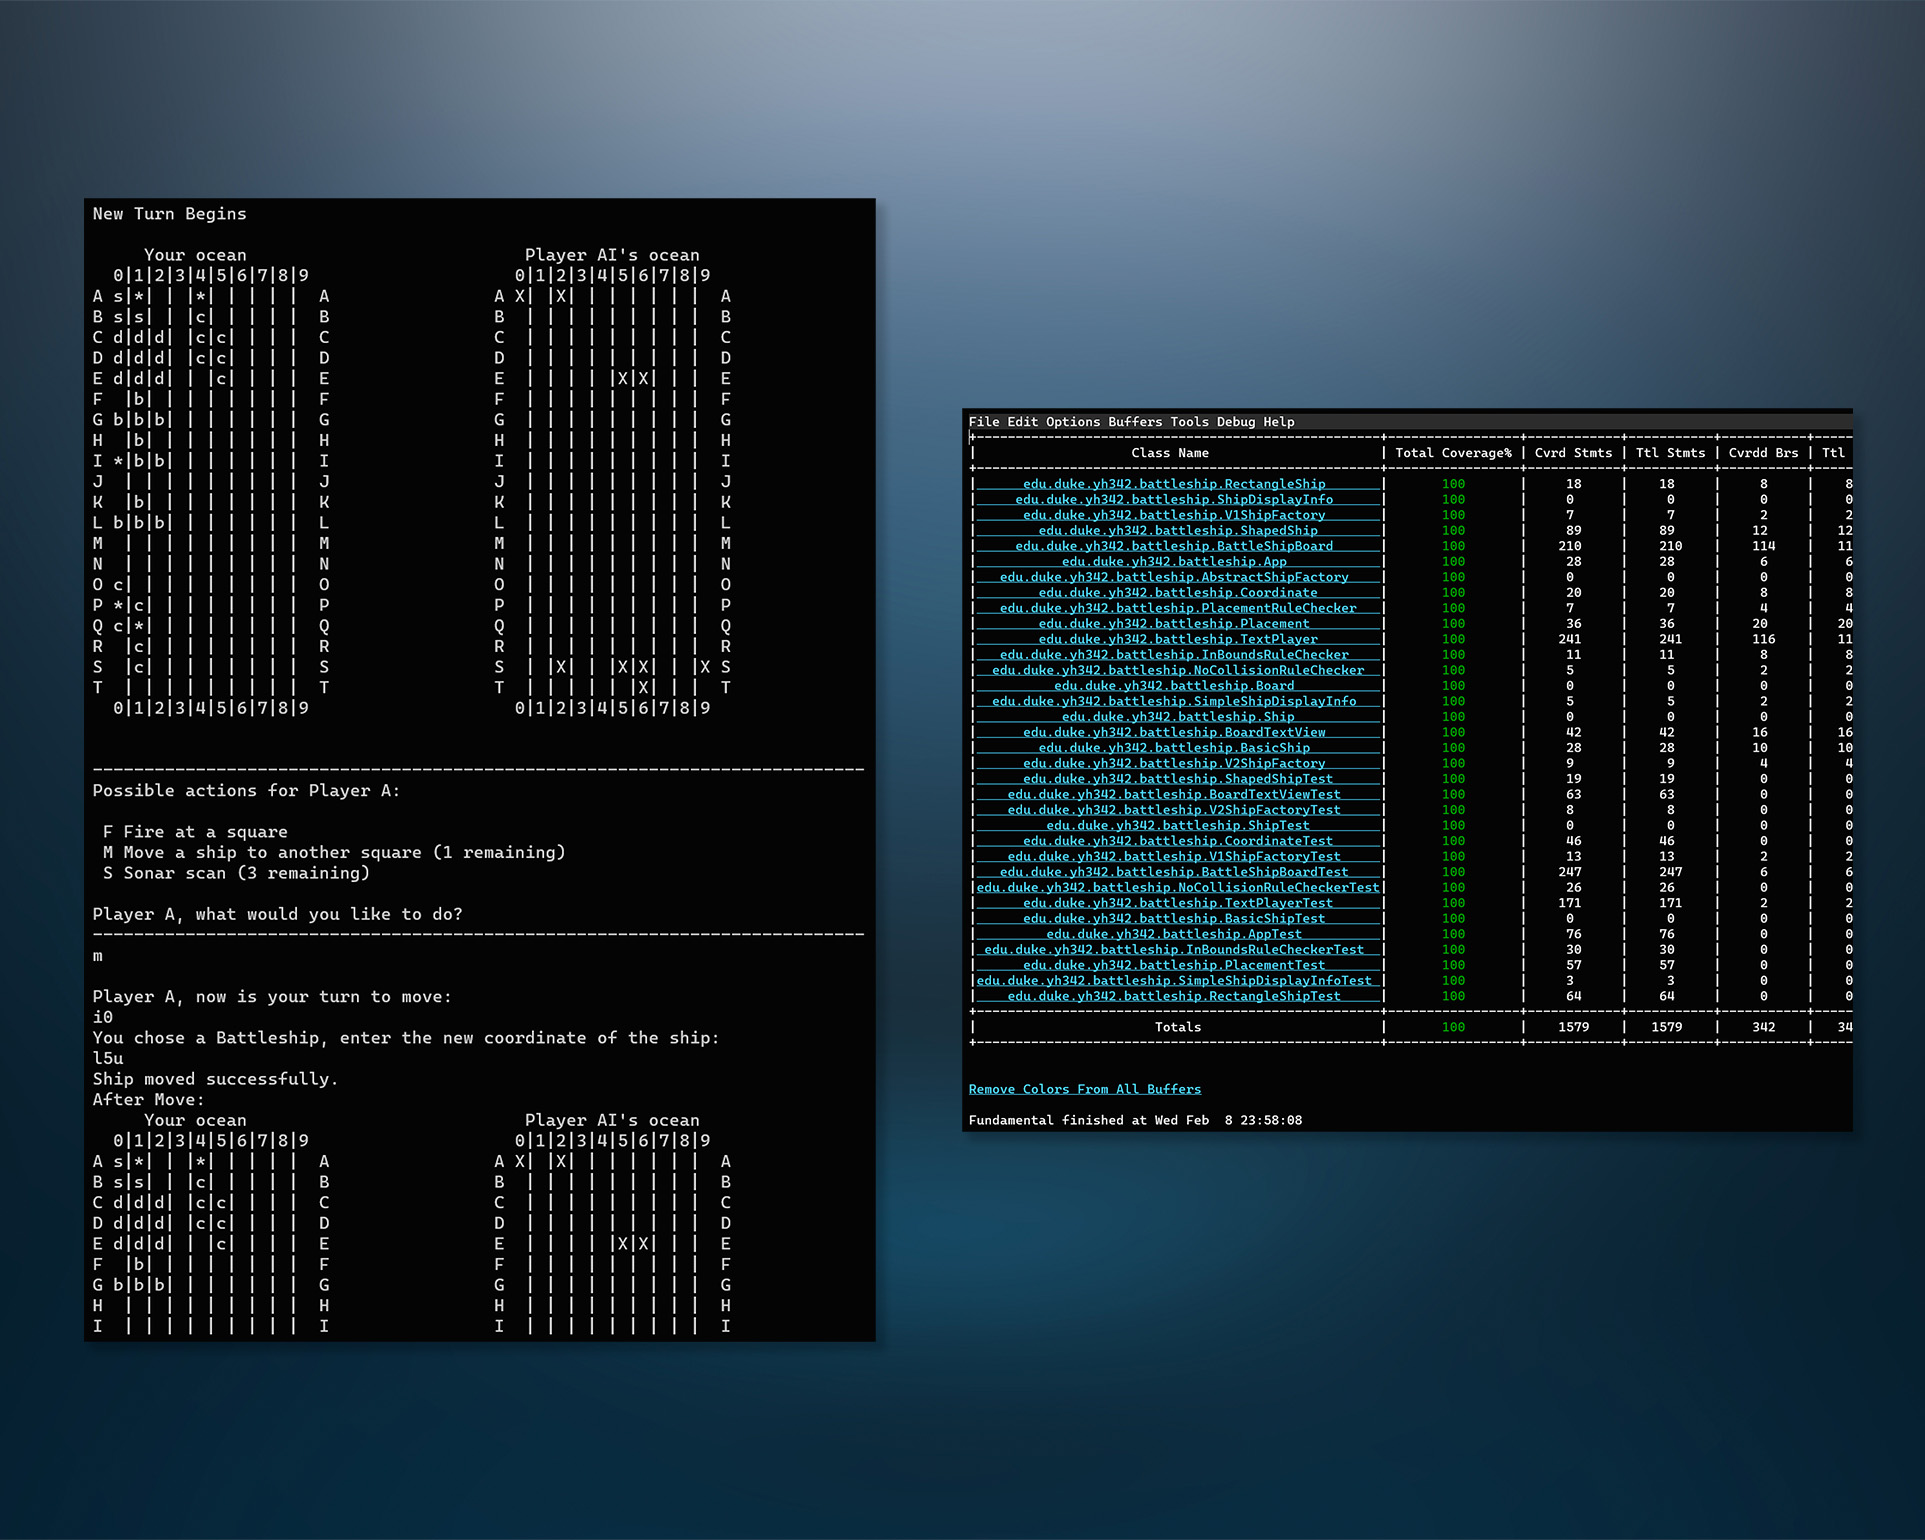 New Turn Begins
     Your ocean                           Player AI's ocean
  0|1|2|3|4|5|6|7|8|9                    0|1|2|3|4|5|6|7|8|9
A s|*| | |*| | | | |  A                A X| |X| | | | | | |  A
B s|s| | |c| | | | |  B                B  | | | | | | | | |  B
C d|d|d| |c|c| | | |  C                C  | | | | | | | | |  C
D d|d|d| |c|c| | | |  D                D  | | | | | | | | |  D
E d|d|d| | |c| | | |  E                E  | | | | |X|X| | |  E
F  |b| | | | | | | |  F                F  | | | | | | | | |  F
G b|b|b| | | | | | |  G                G  | | | | | | | | |  G
H  |b| | | | | | | |  H                H  | | | | | | | | |  H
I *|b|b| | | | | | |  I                I  | | | | | | | | |  I
J  | | | | | | | | |  J                J  | | | | | | | | |  J
K  |b| | | | | | | |  K                K  | | | | | | | | |  K
L b|b|b| | | | | | |  L                L  | | | | | | | | |  L
M  | | | | | | | | |  M                M  | | | | | | | | |  M
N  | | | | | | | | |  N                N  | | | | | | | | |  N
O c| | | | | | | | |  O                O  | | | | | | | | |  O
P *|c| | | | | | | |  P                P  | | | | | | | | |  P
Q c|*| | | | | | | |  Q                Q  | | | | | | | | |  Q
R  |c| | | | | | | |  R                R  | | | | | | | | |  R
S  |c| | | | | | | |  S                S  | |X| | |X|X| | |X S
T  | | | | | | | | |  T                T  | | | | | |X| | |  T
  0|1|2|3|4|5|6|7|8|9                    0|1|2|3|4|5|6|7|8|9
---------------------------------------------------------------------------
Possible actions for Player A:
 F Fire at a square
 M Move a ship to another square (1 remaining)
 S Sonar scan (3 remaining)
Player A, what would you like to do?
---------------------------------------------------------------------------
m
Player A, now is your turn to move:
i0
You chose a Battleship, enter the new coordinate of the ship:
l5u
Ship moved successfully.
After Move:
     Your ocean                           Player AI's ocean
  0|1|2|3|4|5|6|7|8|9                    0|1|2|3|4|5|6|7|8|9
A s|*| | |*| | | | |  A                A X| |X| | | | | | |  A
B s|s| | |c| | | | |  B                B  | | | | | | | | |  B
C d|d|d| |c|c| | | |  C                C  | | | | | | | | |  C
D d|d|d| |c|c| | | |  D                D  | | | | | | | | |  D
E d|d|d| | |c| | | |  E                E  | | | | |X|X| | |  E
F  |b| | | | | | | |  F                F  | | | | | | | | |  F
G b|b|b| | | | | | |  G                G  | | | | | | | | |  G
H  | | | | | | | | |  H                H  | | | | | | | | |  H
I  | | | | | | | | |  I                I  | | | | | | | | |  I
File Edit Options Buffers Tools Debug Help
| Class Name | Total Coverage% | Cvrd Stmts | Ttl Stmts | Cvrdd Brs | Ttl
| edu.duke.yh342.battleship.RectangleShip | 100 | 18 | 18 | 8 | 8
| edu.duke.yh342.battleship.ShipDisplayInfo | 100 | 0 | 0 | 0 | 0
| edu.duke.yh342.battleship.V1ShipFactory | 100 | 7 | 7 | 2 | 2
| edu.duke.yh342.battleship.ShapedShip | 100 | 89 | 89 | 12 | 12
| edu.duke.yh342.battleship.BattleShipBoard | 100 | 210 | 210 | 114 | 11
| edu.duke.yh342.battleship.App | 100 | 28 | 28 | 6 | 6
| edu.duke.yh342.battleship.AbstractShipFactory | 100 | 0 | 0 | 0 | 0
| edu.duke.yh342.battleship.Coordinate | 100 | 20 | 20 | 8 | 8
| edu.duke.yh342.battleship.PlacementRuleChecker | 100 | 7 | 7 | 4 | 4
| edu.duke.yh342.battleship.Placement | 100 | 36 | 36 | 20 | 20
| edu.duke.yh342.battleship.TextPlayer | 100 | 241 | 241 | 116 | 11
| edu.duke.yh342.battleship.InBoundsRuleChecker | 100 | 11 | 11 | 8 | 8
| edu.duke.yh342.battleship.NoCollisionRuleChecker | 100 | 5 | 5 | 2 | 2
| edu.duke.yh342.battleship.Board | 100 | 0 | 0 | 0 | 0
| edu.duke.yh342.battleship.SimpleShipDisplayInfo | 100 | 5 | 5 | 2 | 2
| edu.duke.yh342.battleship.Ship | 100 | 0 | 0 | 0 | 0
| edu.duke.yh342.battleship.BoardTextView | 100 | 42 | 42 | 16 | 16
| edu.duke.yh342.battleship.BasicShip | 100 | 28 | 28 | 10 | 10
| edu.duke.yh342.battleship.V2ShipFactory | 100 | 9 | 9 | 4 | 4
| edu.duke.yh342.battleship.ShapedShipTest | 100 | 19 | 19 | 0 | 0
| edu.duke.yh342.battleship.BoardTextViewTest | 100 | 63 | 63 | 0 | 0
| edu.duke.yh342.battleship.V2ShipFactoryTest | 100 | 8 | 8 | 0 | 0
| edu.duke.yh342.battleship.ShipTest | 100 | 0 | 0 | 0 | 0
| edu.duke.yh342.battleship.CoordinateTest | 100 | 46 | 46 | 0 | 0
| edu.duke.yh342.battleship.V1ShipFactoryTest | 100 | 13 | 13 | 2 | 2
| edu.duke.yh342.battleship.BattleShipBoardTest | 100 | 247 | 247 | 6 | 6
|edu.duke.yh342.battleship.NoCollisionRuleCheckerTest| 100 | 26 | 26 | 0 | 0
| edu.duke.yh342.battleship.TextPlayerTest | 100 | 171 | 171 | 2 | 2
| edu.duke.yh342.battleship.BasicShipTest | 100 | 0 | 0 | 0 | 0
| edu.duke.yh342.battleship.AppTest | 100 | 76 | 76 | 0 | 0
| edu.duke.yh342.battleship.InBoundsRuleCheckerTest | 100 | 30 | 30 | 0 | 0
| edu.duke.yh342.battleship.PlacementTest | 100 | 57 | 57 | 0 | 0
|edu.duke.yh342.battleship.SimpleShipDisplayInfoTest | 100 | 3 | 3 | 0 | 0
| edu.duke.yh342.battleship.RectangleShipTest | 100 | 64 | 64 | 0 | 0
| Totals | 100 | 1579 | 1579 | 342 | 34
Remove Colors From All Buffers
Fundamental finished at Wed Feb  8 23:58:08